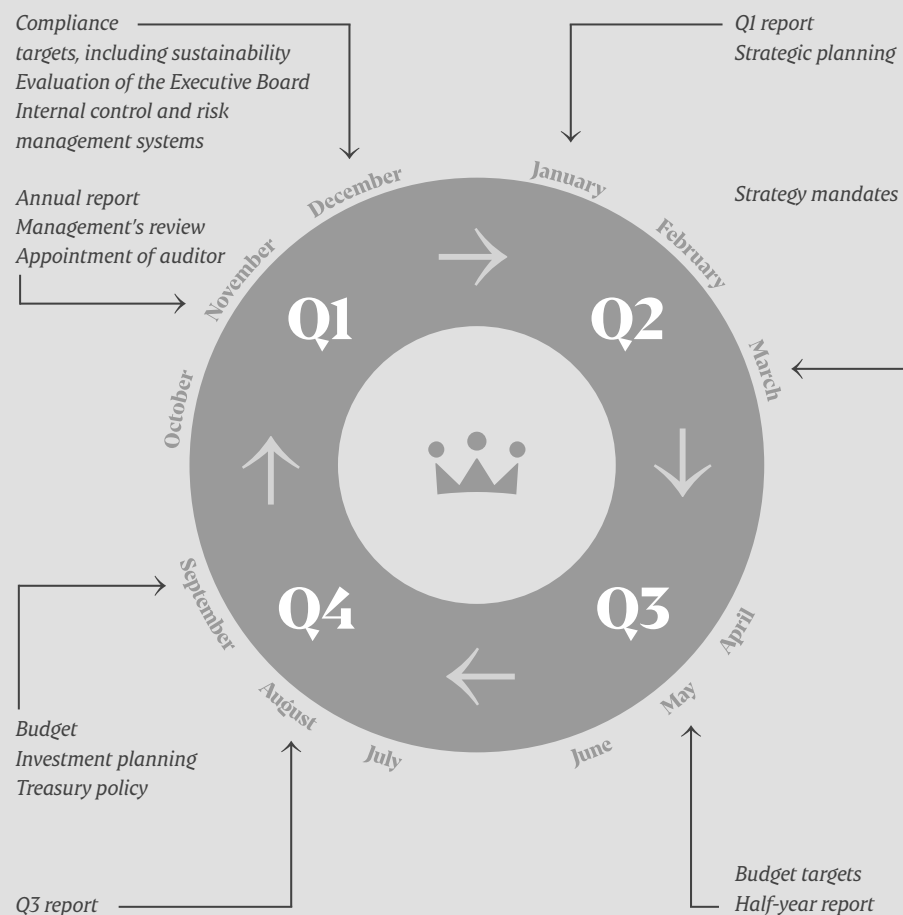 Compliance
targets, including sustainability
Evaluation of the Executive Board
Internal control and risk
management systems
Q1 report
Strategic planning
Annual report
Management's review
Appointment of auditor
Strategy mandates
December
January
November
February
October
March
Q1
Q2
Q4
Q3
September
April
August
May
July
June
Budget
Investment planning
Treasury policy
Q3 report
Budget targets
Half-year report